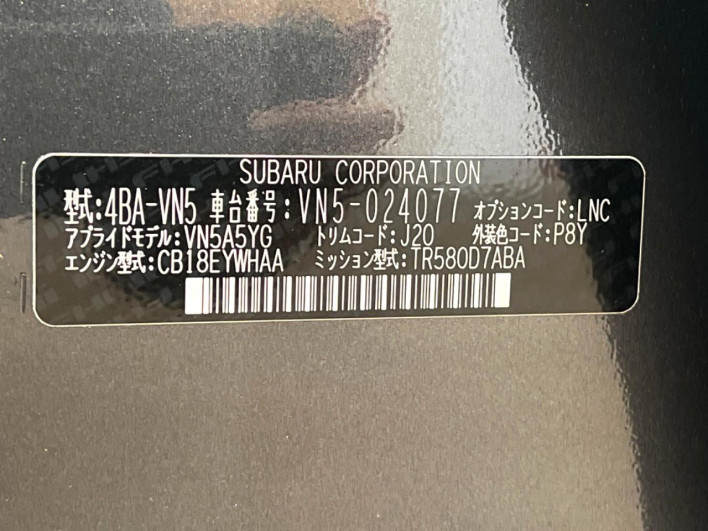 SUBARU CORPORATION
型式:4BA-VN5 車台番号:VN5-024077 オプションコード:LNC
アプライドモデル:VN5A5YG トリムコード:J20 外装色コード:P8Y
エンジン型式:CB18EYWHAA ミッション型式:TR580D7ABA